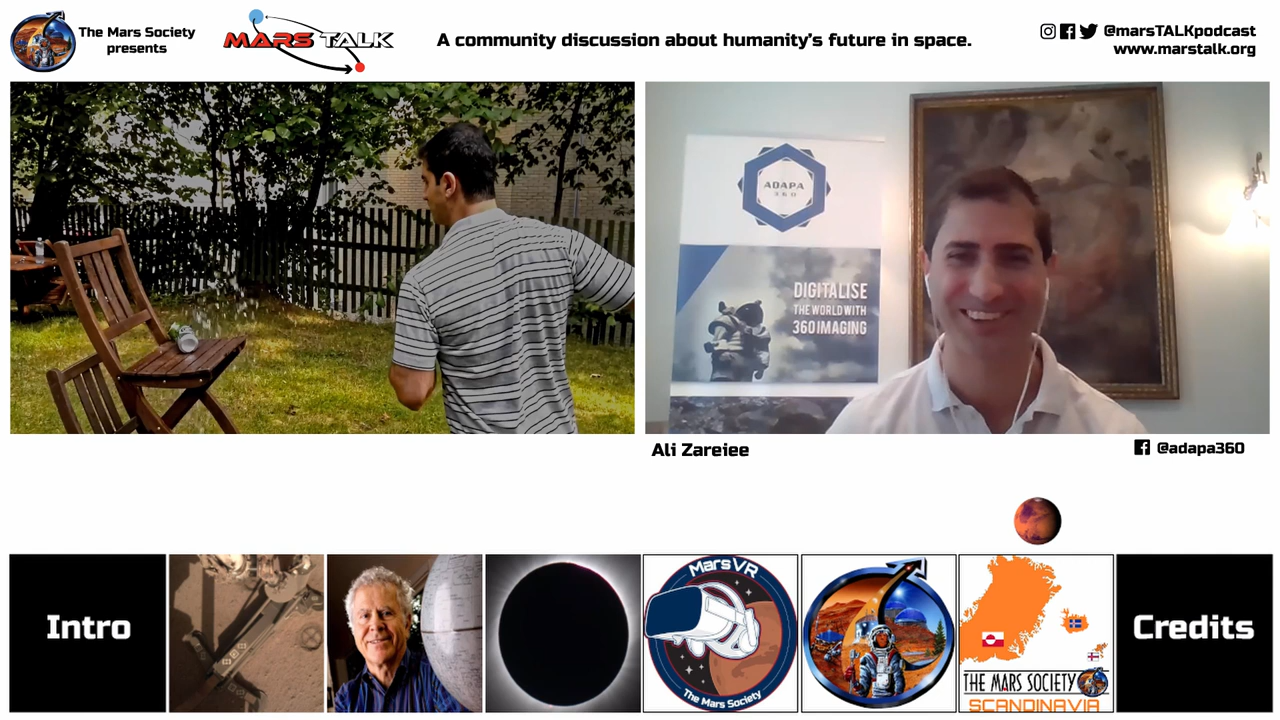 The Mars Society
presents
MARS TALK
A community discussion about humanity's future in space.
@marsTALKpodcast
www.marstalk.org
ADAPA
360
DIGITALISE
THE WORLD WITH
360 IMAGING
Ali Zareiee
@adapa360
Intro
MarsVR
The Mars Society
THE MARS SOCIETY
SCANDINAVIA
Credits